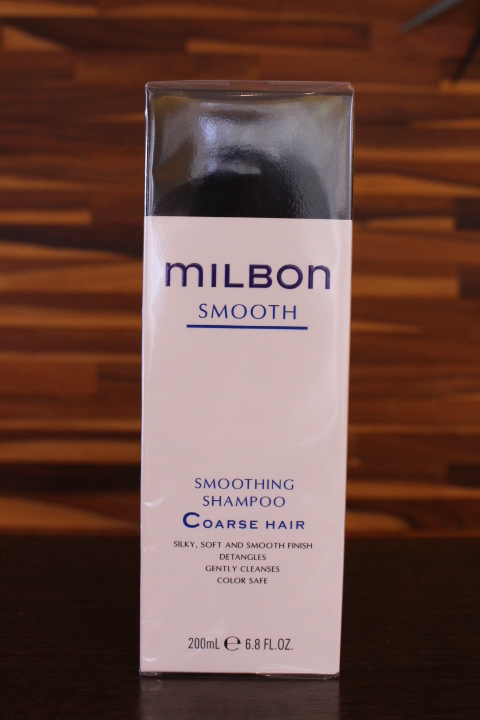 mILBON
SMOOTH
SMOOTHING
SHAMPOO
COARSE HAIR
SILKY, SOFT AND SMOOTH FINISH
DETANGLES
GENTLY CLEANSES
COLOR SAFE
200mL ℮ 6.8 FL.OZ.